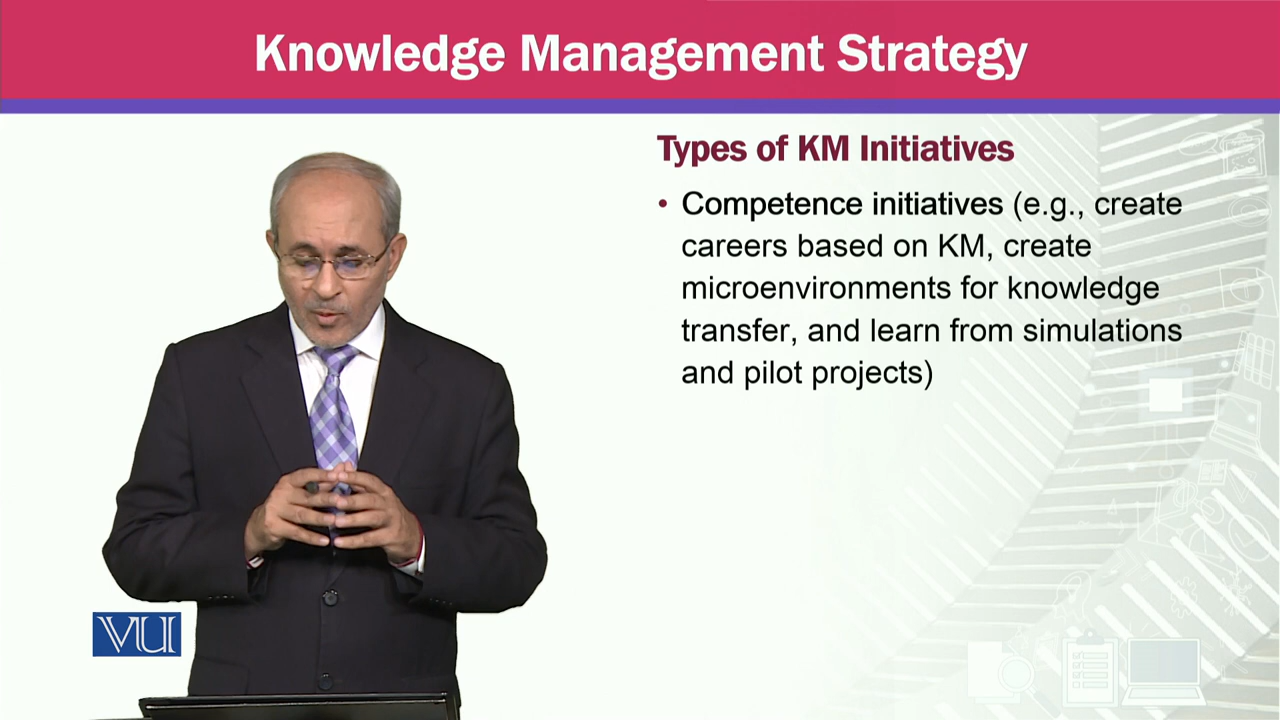 Knowledge Management Strategy
Types of KM Initiatives
• Competence initiatives (e.g., create
careers based on KM, create
microenvironments for knowledge
transfer, and learn from simulations
and pilot projects)
VU